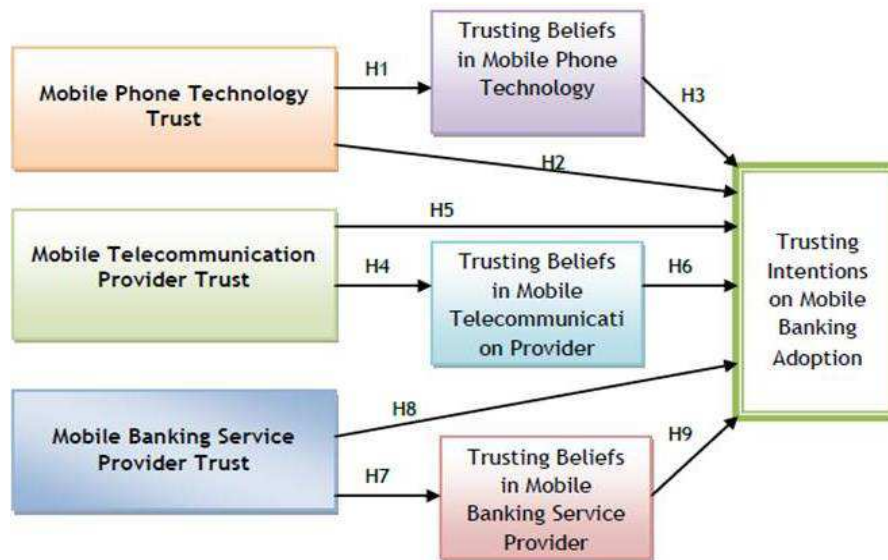 Mobile Phone Technology
Trust
H1
Trusting Beliefs
in Mobile Phone
Technology
H3
H2
Mobile Telecommunication
Provider Trust
H5
H4
Trusting Beliefs
in Mobile
Telecommunicati
on Provider
H6
Trusting
Intentions
on Mobile
Banking
Adoption
Mobile Banking Service
Provider Trust
H8
H7
Trusting Beliefs
in Mobile
Banking Service
Provider
H9